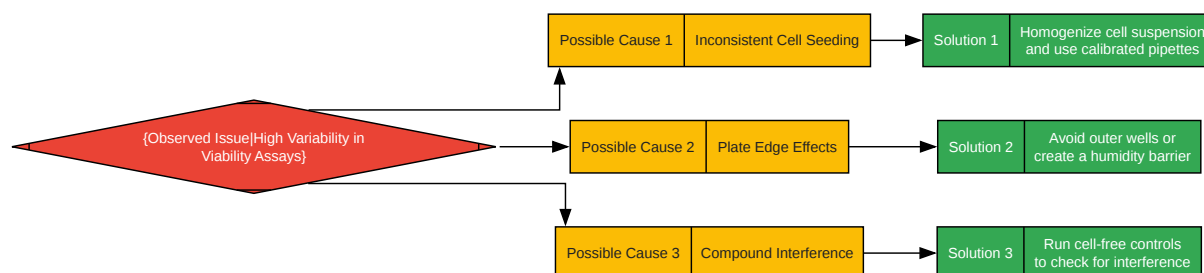 Possible Cause 1
Inconsistent Cell Seeding
Solution 1
Homogenize cell suspension
and use calibrated pipettes
{Observed Issue|High Variability in
Viability Assays}
Possible Cause 2
Plate Edge Effects
Solution 2
Avoid outer wells or
create a humidity barrier
Possible Cause 3
Compound Interference
Solution 3
Run cell-free controls
to check for interference